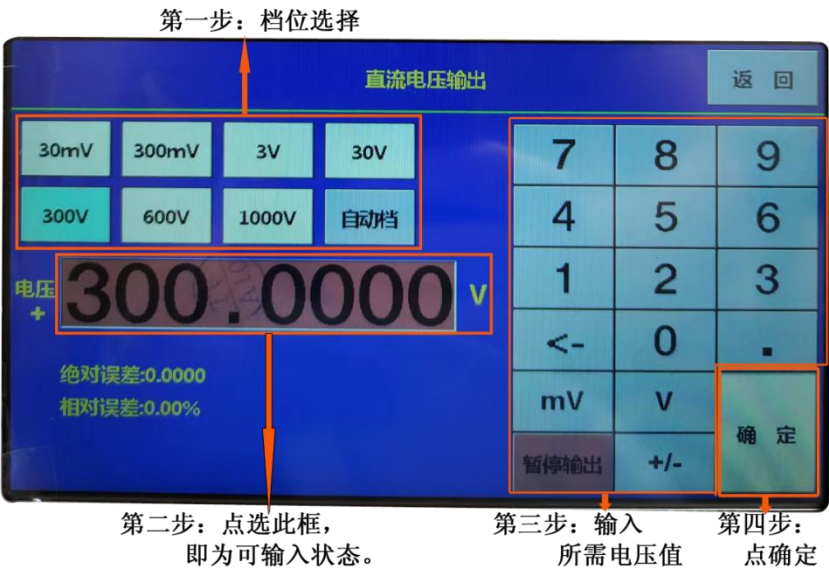 第一步：档位选择
直流电压输出
返 回
30mV 300mV 3V 30V
300V 600V 1000V 自动档
电压
+
300.0000 V
绝对误差:0.0000
相对误差:0.00%
7 8 9
4 5 6
1 2 3
<- 0 .
mV V
确 定
暂停输出 +/-
第二步：点选此框，
即为可输入状态。
第三步：输入
所需电压值
第四步：
点确定